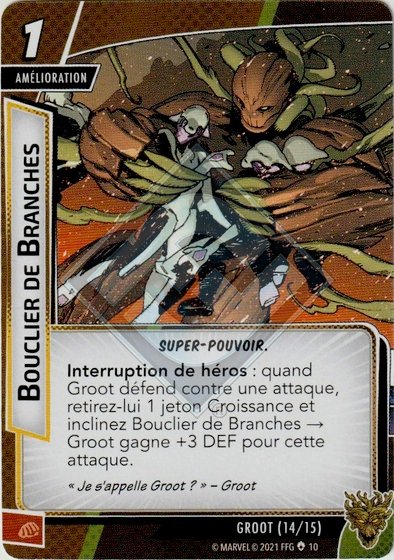 1
AMÉLIORATION
BOUCLIER DE BRANCHES
SUPER-POUVOIR.
Interruption de héros : quand
Groot défend contre une attaque,
retirez-lui 1 jeton Croissance et
inclinez Bouclier de Branches →
Groot gagne +3 DEF pour cette
attaque.
« Je s'appelle Groot ? » – Groot
GROOT (14/15)
© MARVEL © 2021 FFG 10